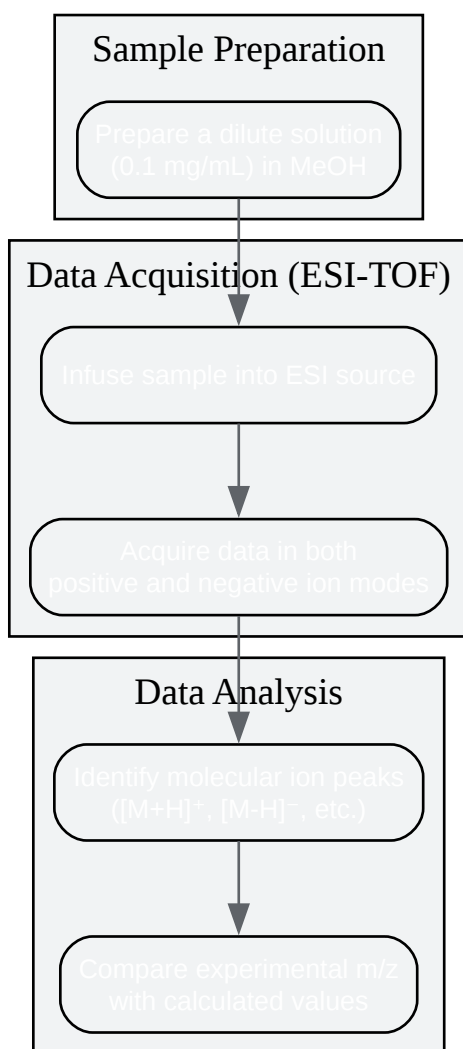 Sample Preparation
Prepare a dilute solution
(0.1 mg/mL) in MeOH
Data Acquisition (ESI-TOF)
Infuse sample into ESI source
Acquire data in both
positive and negative ion modes
Data Analysis
Identify molecular ion peaks
([M+H]⁺, [M-H]⁻, etc.)
Compare experimental m/z
with calculated values